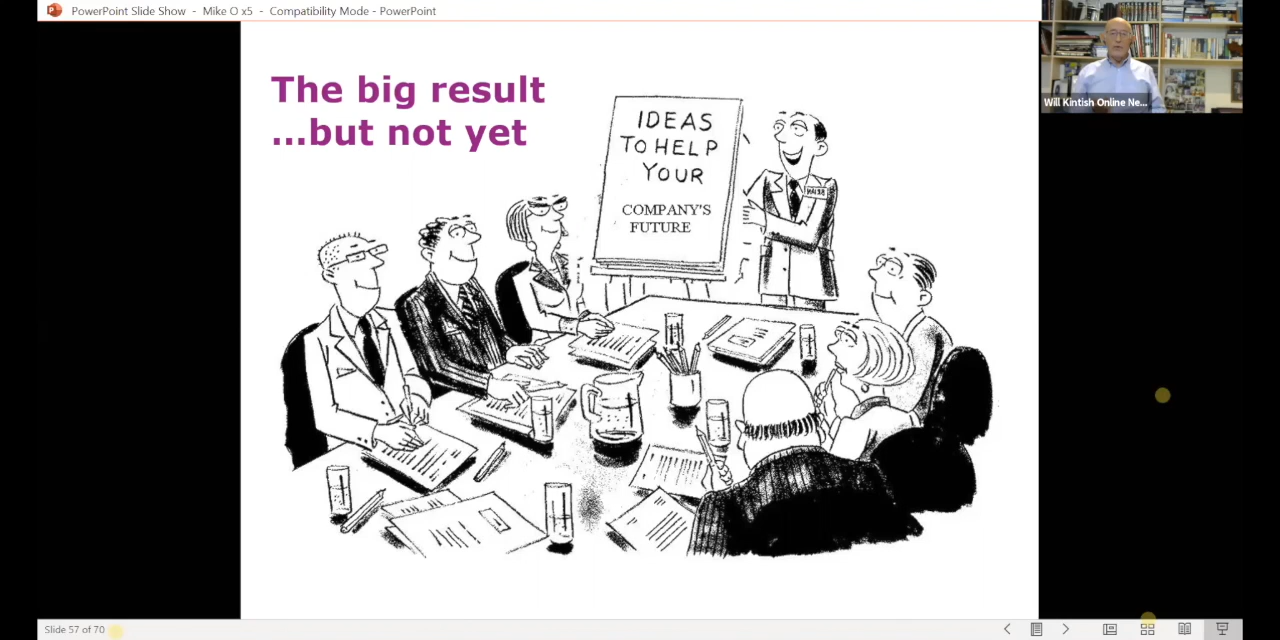 PowerPoint Slide Show - Mike O x5 - Compatibility Mode - PowerPoint
The big result
...but not yet
IDEAS
TO HELP
YOUR
COMPANY'S
FUTURE
Will Kintish Online Ne...
Slide 57 of 70